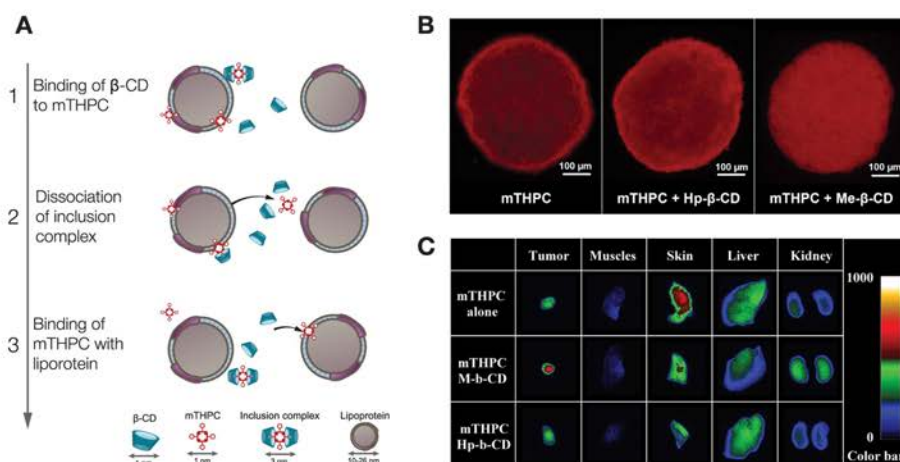 A
1
Binding of β-CD
to mTHPC
2
Dissociation
of inclusion
complex
3
Binding of
mTHPC with
liporotein
β-CD
mTHPC
Inclusion complex
Lipoprotein
1 nm
3 nm
10-26 nm
B
100 µm
100 µm
100 µm
mTHPC
mTHPC + Hp-β-CD
mTHPC + Me-β-CD
C
Tumor Muscles Skin Liver Kidney
mTHPC
alone
mTHPC
M-b-CD
mTHPC
Hp-b-CD
1000
0
Color bar